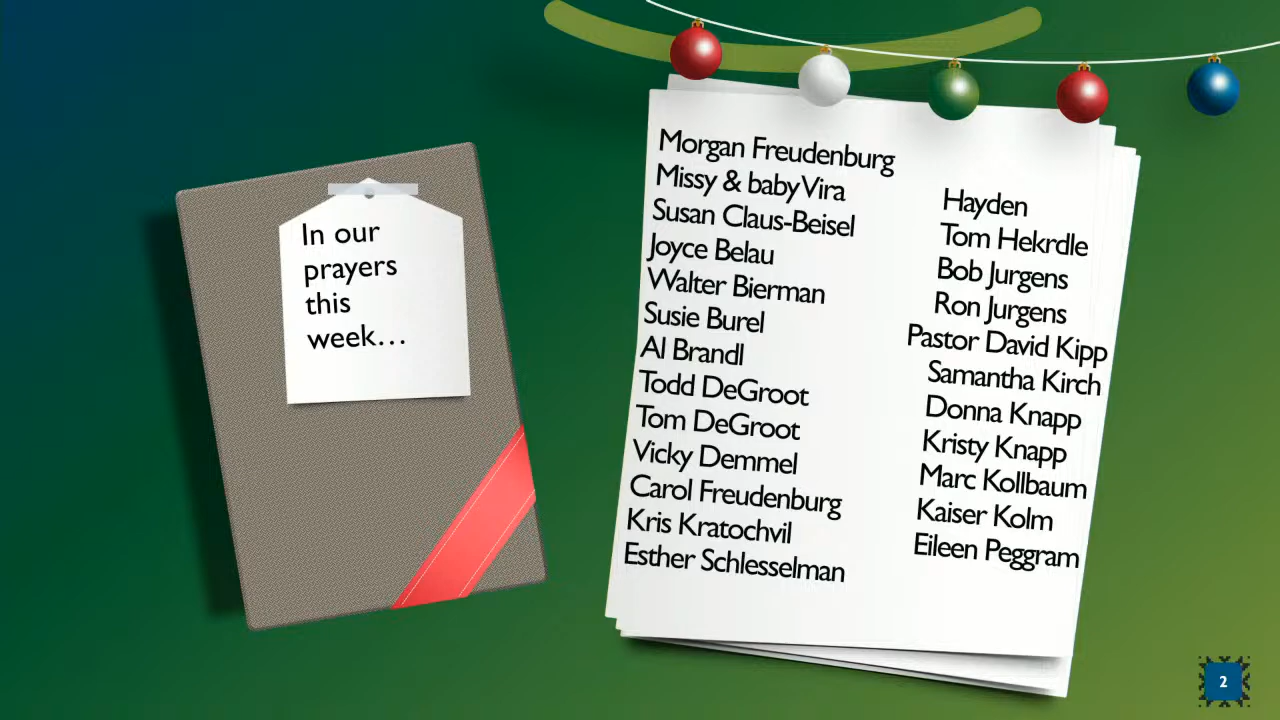 In our
prayers
this
week…
Morgan Freudenburg
Missy & baby Vira
Susan Claus-Beisel
Joyce Belau
Walter Bierman
Susie Burel
Al Brandl
Todd DeGroot
Tom DeGroot
Vicky Demmel
Carol Freudenburg
Kris Kratochvil
Esther Schlesselman
Hayden
Tom Hekrdle
Bob Jurgens
Ron Jurgens
Pastor David Kipp
Samantha Kirch
Donna Knapp
Kristy Knapp
Marc Kollbaum
Kaiser Kolm
Eileen Peggram
2